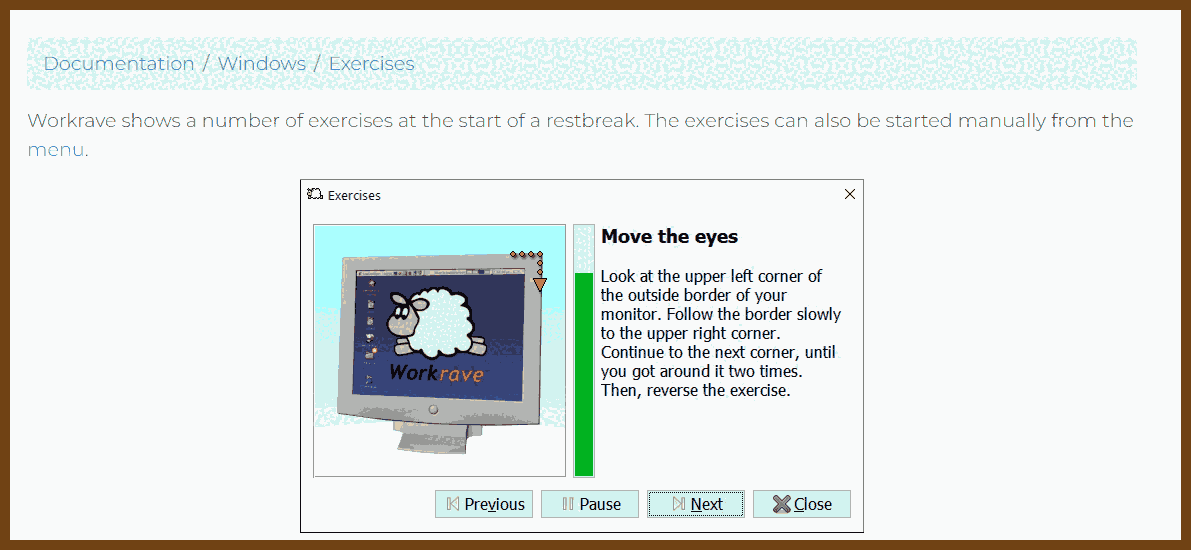 Documentation / Windows / Exercises
Workrave shows a number of exercises at the start of a restbreak. The exercises can also be started manually from the
menu.
Exercises
Move the eyes
Look at the upper left corner of
the outside border of your
monitor. Follow the border slowly
to the upper right corner.
Continue to the next corner, until
you got around it two times.
Then, reverse the exercise.
Workrave
Previous
Pause
Next
Close